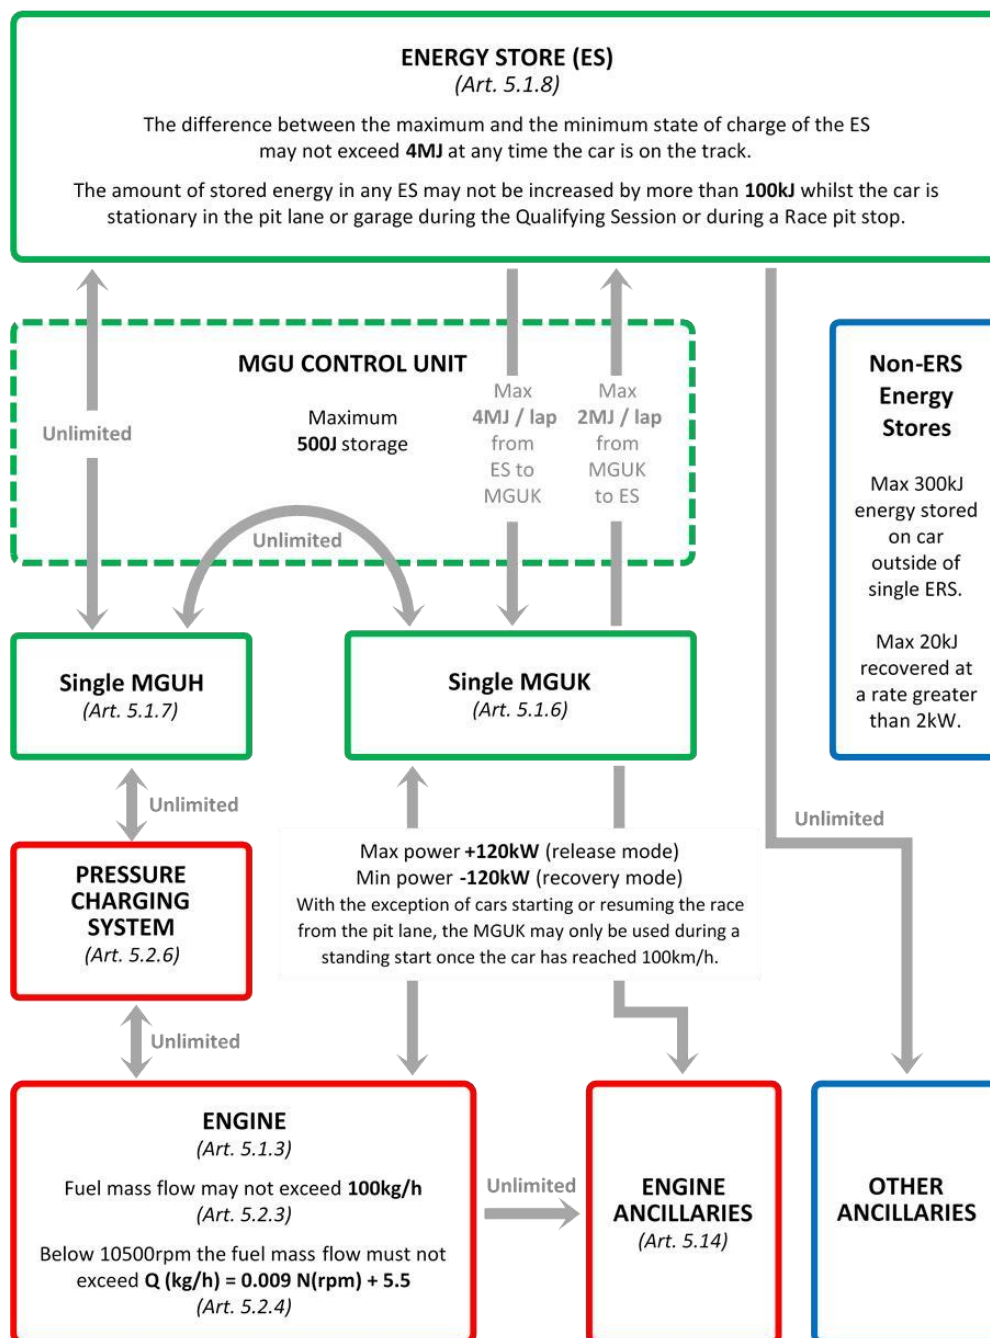 ENERGY STORE (ES)
(Art. 5.1.8)
The difference between the maximum and the minimum state of charge of the ES
may not exceed 4MJ at any time the car is on the track.
The amount of stored energy in any ES may not be increased by more than 100kJ whilst the car is
stationary in the pit lane or garage during the Qualifying Session or during a Race pit stop.
MGU CONTROL UNIT
Maximum
500J storage
Unlimited
Max
4MJ / lap
from
ES to
MGUK
Max
2MJ / lap
from
MGUK
to ES
Unlimited
Non-ERS
Energy
Stores
Max 300kJ
energy stored
on car
outside of
single ERS.
Max 20kJ
recovered at
a rate greater
than 2kW.
Single MGUH
(Art. 5.1.7)
Single MGUK
(Art. 5.1.6)
Unlimited
Unlimited
PRESSURE
CHARGING
SYSTEM
(Art. 5.2.6)
Max power +120kW (release mode)
Min power -120kW (recovery mode)
With the exception of cars starting or resuming the race
from the pit lane, the MGUK may only be used during a
standing start once the car has reached 100km/h.
Unlimited
ENGINE
(Art. 5.1.3)
Fuel mass flow may not exceed 100kg/h
(Art. 5.2.3)
Below 10500rpm the fuel mass flow must not
exceed Q (kg/h) = 0.009 N(rpm) + 5.5
(Art. 5.2.4)
Unlimited
ENGINE
ANCILLARIES
(Art. 5.14)
OTHER
ANCILLARIES